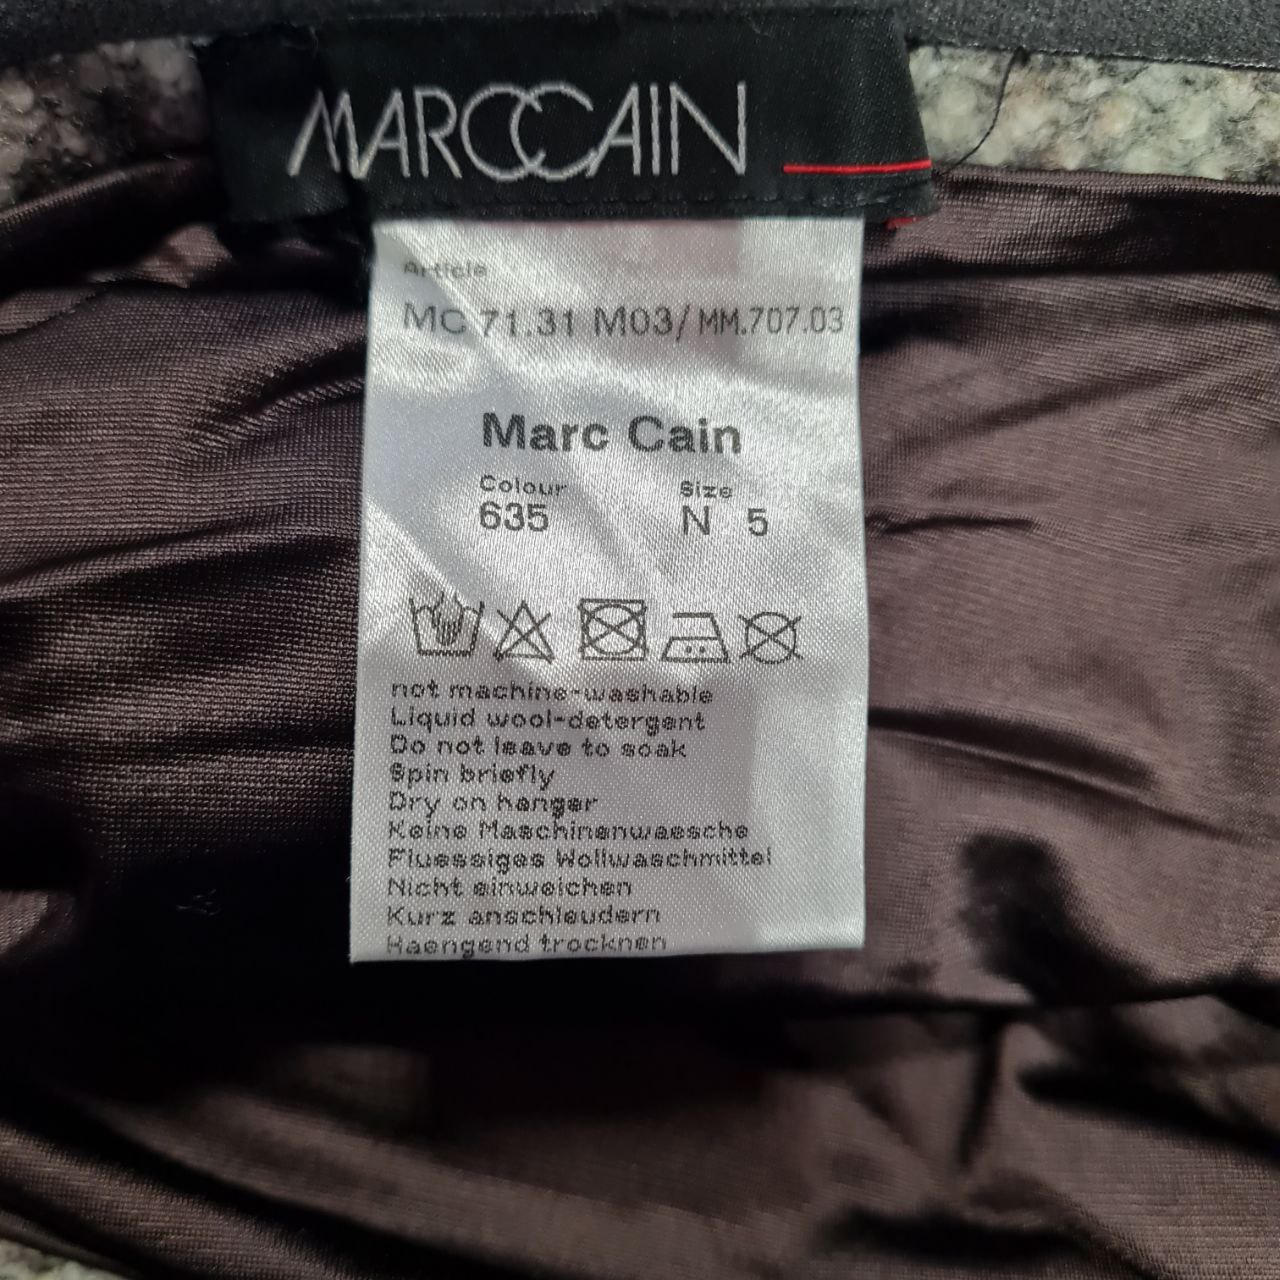 MARCCAIN
Article
MC 71.31 M03/ MM.707.03
Marc Cain
Colour Size
635 N 5
not machine-washable
Liquid wool-detergent
Do not leave to soak
Spin briefly
Dry on hanger
Keine Maschinenwaesche
Fluessiges Wollwaschmittel
Nicht einweichen
Kurz anschleudern
Haengend trocknen